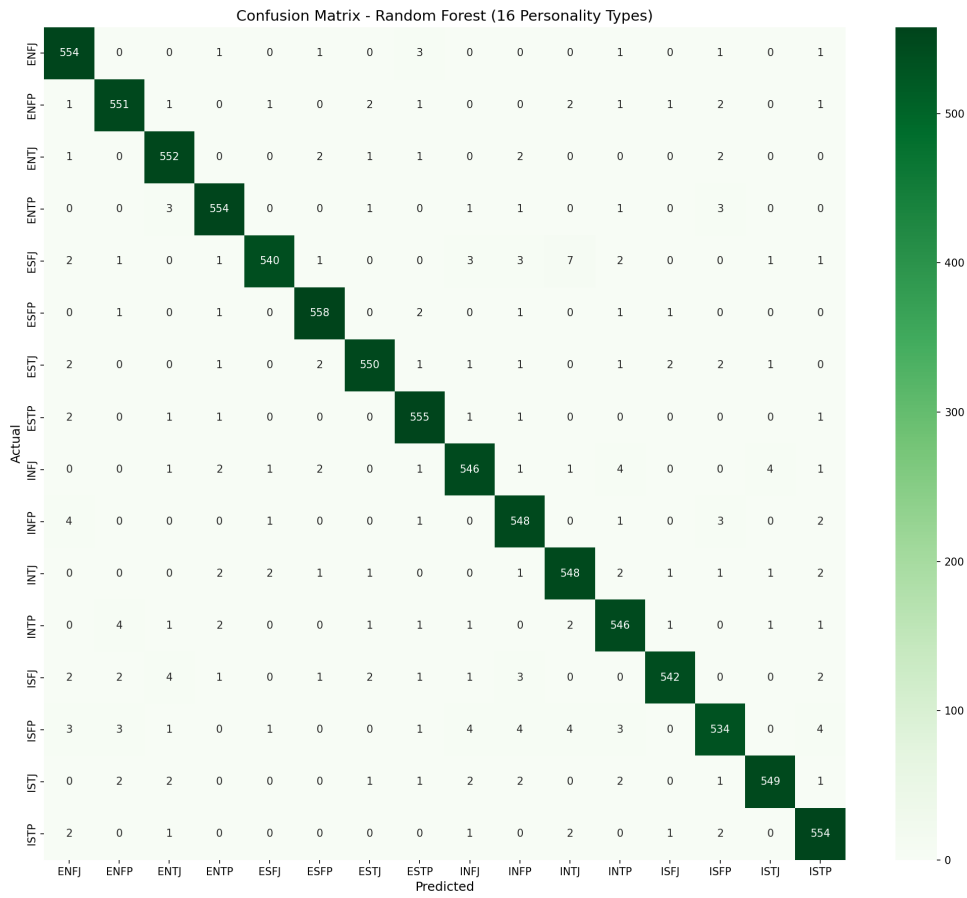 Confusion Matrix - Random Forest (16 Personality Types)
ENFJ 554 0 0 1 0 1 0 3 0 0 0 1 0 1 0 1
ENFP 1 551 1 0 1 0 2 1 0 0 2 1 1 2 0 1
ENTJ 1 0 552 0 0 2 1 1 0 2 0 0 0 2 0 0
ENTP 0 0 3 554 0 0 1 0 1 1 0 1 0 3 0 0
ESFJ 2 1 0 1 540 1 0 0 3 3 7 2 0 0 1 1
ESFP 0 1 0 1 0 558 0 2 0 1 0 1 1 0 0 0
ESTJ 2 0 0 1 0 2 550 1 1 1 0 1 2 2 1 0
ESTP 2 0 1 1 0 0 0 555 1 1 0 0 0 0 0 1
INFJ 0 0 1 2 1 2 0 1 546 1 1 4 0 0 4 1
INFP 4 0 0 0 1 0 0 1 0 548 0 1 0 3 0 2
INTJ 0 0 0 2 2 1 1 0 0 1 548 2 1 1 1 2
INTP 0 4 1 2 0 0 1 1 1 0 2 546 1 0 1 1
ISFJ 2 2 4 1 0 1 2 1 1 3 0 0 542 0 0 2
ISFP 3 3 1 0 1 0 0 1 4 4 4 3 0 534 0 4
ISTJ 0 2 2 0 0 0 1 1 2 2 0 2 0 1 549 1
ISTP 2 0 1 0 0 0 0 0 1 0 2 0 1 2 0 554
ENFJ ENFP ENTJ ENTP ESFJ ESFP ESTJ ESTP INFJ INFP INTJ INTP ISFJ ISFP ISTJ ISTP
Predicted
Actual
500
400
300
200
100
0